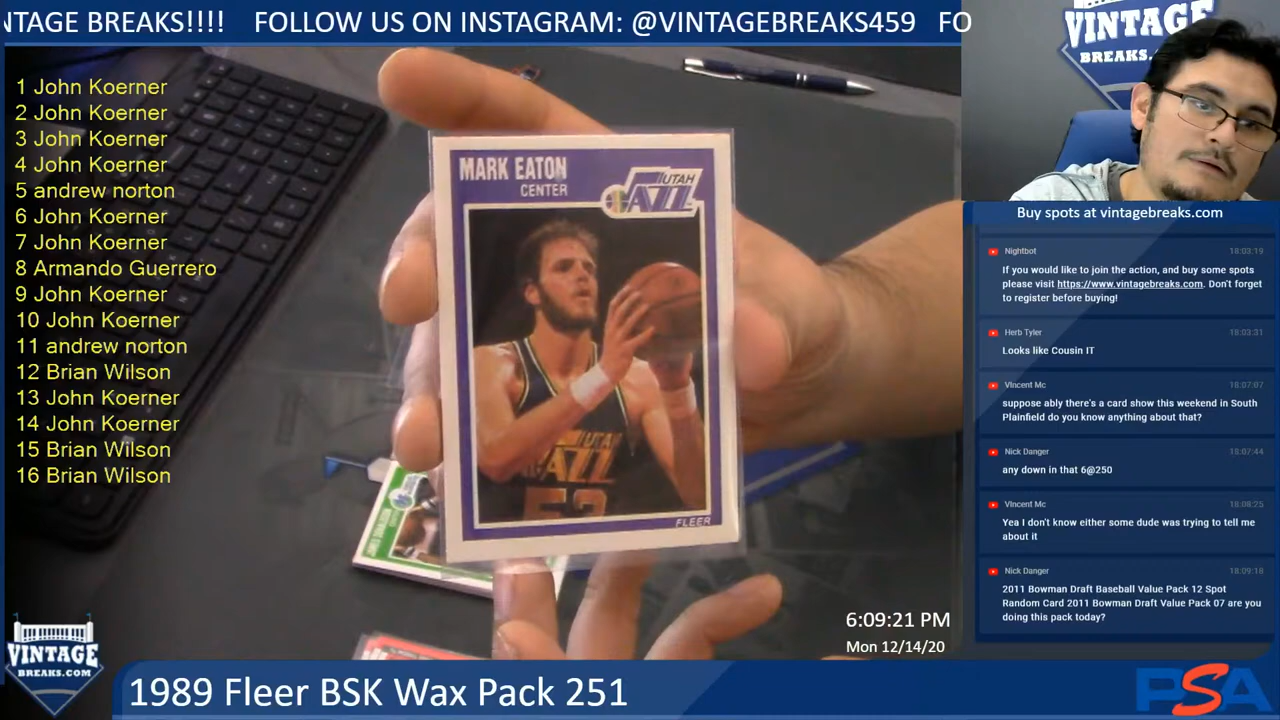 NTAGE BREAKS!!!! FOLLOW US ON INSTAGRAM: @VINTAGEBREAKS459 FO
1 John Koerner
2 John Koerner
3 John Koerner
4 John Koerner
5 andrew norton
6 John Koerner
7 John Koerner
8 Armando Guerrero
9 John Koerner
10 John Koerner
11 andrew norton
12 Brian Wilson
13 John Koerner
14 John Koerner
15 Brian Wilson
16 Brian Wilson
MARK EATON
CENTER
UTAH
JAZZ
UTAH
JAZZ
53
FLEER
VINTAGE
BREAKS.
Buy spots at vintagebreaks.com
Nightbot 18:03:19
If you would like to join the action, and buy some spots
please visit https://www.vintagebreaks.com. Don't forget
to register before buying!
Herb Tyler 18:03:31
Looks like Cousin IT
VIncent Mc 18:07:07
suppose ably there's a card show this weekend in South
Plainfield do you know anything about that?
Nick Danger 18:07:44
any down in that 6@250
VIncent Mc 18:08:25
Yea I don't know either some dude was trying to tell me
about it
Nick Danger 18:09:18
2011 Bowman Draft Baseball Value Pack 12 Spot
Random Card 2011 Bowman Draft Value Pack 07 are you
doing this pack today?
6:09:21 PM
Mon 12/14/20
VINTAGE
BREAKS.COM
1989 Fleer BSK Wax Pack 251
PSA